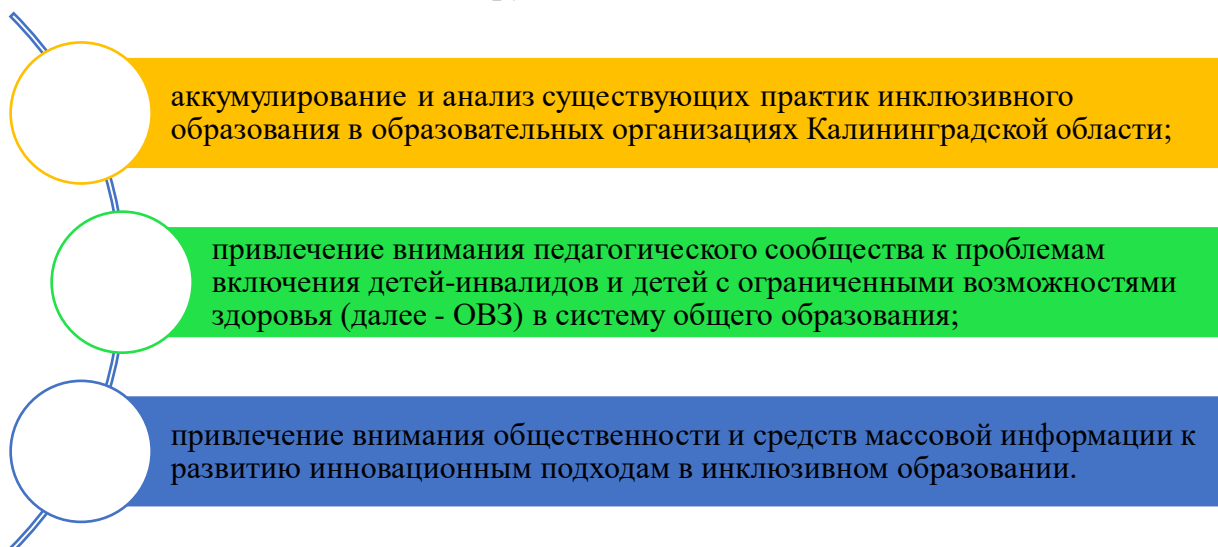 аккумулирование и анализ существующих практик инклюзивного
образования в образовательных организациях Калининградской области;
привлечение внимания педагогического сообщества к проблемам
включения детей-инвалидов и детей с ограниченными возможностями
здоровья (далее - ОВЗ) в систему общего образования;
привлечение внимания общественности и средств массовой информации к
развитию инновационным подходам в инклюзивном образовании.